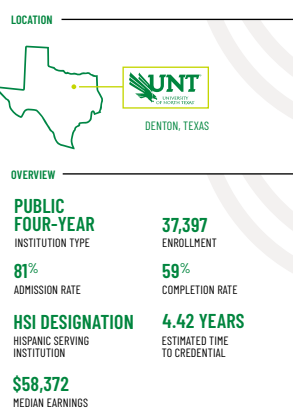 LOCATION
UNT
UNIVERSITY
OF NORTH TEXAS
DENTON, TEXAS
OVERVIEW
PUBLIC
FOUR-YEAR
INSTITUTION TYPE
37,397
ENROLLMENT
81%
ADMISSION RATE
59%
COMPLETION RATE
HSI DESIGNATION
HISPANIC SERVING
INSTITUTION
4.42 YEARS
ESTIMATED TIME
TO CREDENTIAL
$58,372
MEDIAN EARNINGS